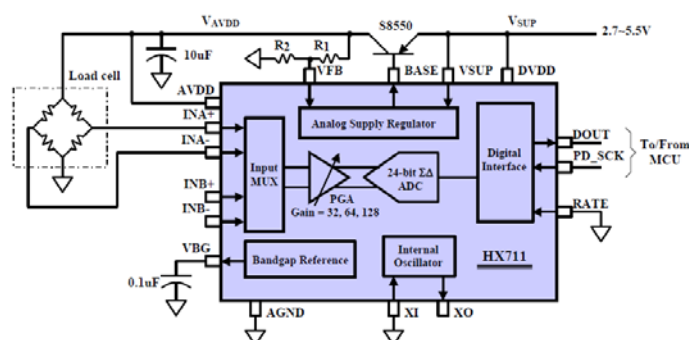 V_AVDD
S8550
V_SUP
2.7~5.5V
10uF
R2
R1
Load cell
VFB
BASE
VSUP
DVDD
AVDD
INA+
INA-
INB+
INB-
VBG
0.1uF
Analog Supply Regulator
Input
MUX
PGA
Gain = 32, 64, 128
24-bit ΣΔ
ADC
Digital
Interface
DOUT
PD_SCK
To/From
MCU
RATE
Bandgap Reference
Internal
Oscillator
HX711
AGND
XI
XO